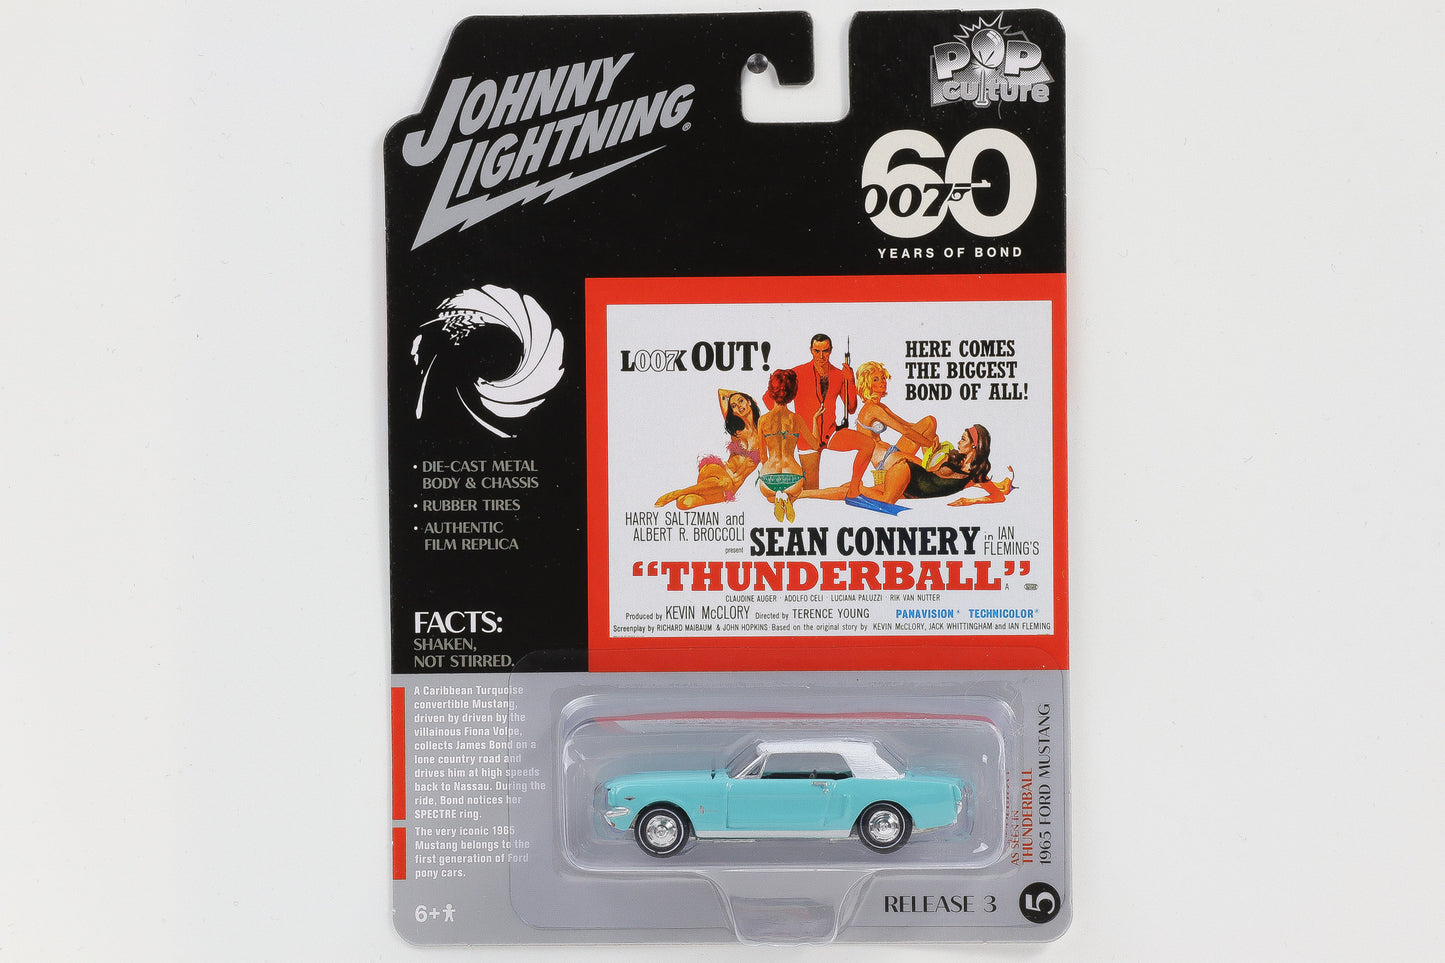 JOHNNY
LIGHTNING®
POP
culture
60
007
YEARS OF BOND
• DIE-CAST METAL
BODY & CHASSIS
• RUBBER TIRES
• AUTHENTIC
FILM REPLICA
FACTS:
SHAKEN,
NOT STIRRED.
LOOK OUT!
HERE COMES
THE BIGGEST
BOND OF ALL!
HARRY SALTZMAN and
ALBERT R. BROCCOLI
present
SEAN CONNERY
in IAN
FLEMING'S
“THUNDERBALL”
CLAUDINE AUGER · ADOLFO CELI · LUCIANA PALUZZI · RIK VAN NUTTER
Produced by KEVIN McCLORY Directed by TERENCE YOUNG PANAVISION® TECHNICOLOR®
Screenplay by RICHARD MAIBAUM & JOHN HOPKINS Based on the original story by KEVIN McCLORY, JACK WHITTINGHAM and IAN FLEMING
A Caribbean Turquoise
convertible Mustang,
driven by driven by the
villainous Fiona Volpe,
collects James Bond on a
lone country road and
drives him at high speeds
back to Nassau. During the
ride, Bond notices her
SPECTRE ring.
The very iconic 1965
Mustang belongs to the
first generation of Ford
pony cars.
6+
AS SEEN IN
THUNDERBALL
1965 FORD MUSTANG
RELEASE 3
5